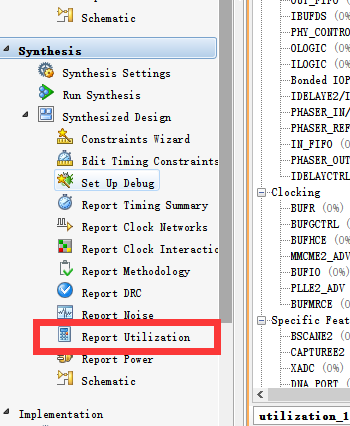 Schematic
Synthesis
Synthesis Settings
Run Synthesis
Synthesized Design
Constraints Wizard
Edit Timing Constraints
Set Up Debug
Report Timing Summary
Report Clock Networks
Report Clock Interactio
Report Methodology
Report DRC
Report Noise
Report Utilization
Report Power
Schematic
Implementation
OUT_FIFO (0%)
IBUFDS (0%)
PHY_CONTRO
OLOGIC (0%)
ILOGIC (0%)
Bonded IOP
IDELAYE2/I
PHASER_IN/
PHASER_REF
IN_FIFO (0%)
PHASER_OUT
IDELAYCTRL
Clocking
BUFR (0%)
BUFGCTRL (
BUFHCE (0%)
MMCME2_ADV
BUFIO (0%)
PLLE2_ADV (
BUFMRCE (0%
Specific Feat
BSCANE2 (0%
CAPTUREE2 (
XADC (0%)
DNA_PORT (0
utilization_1